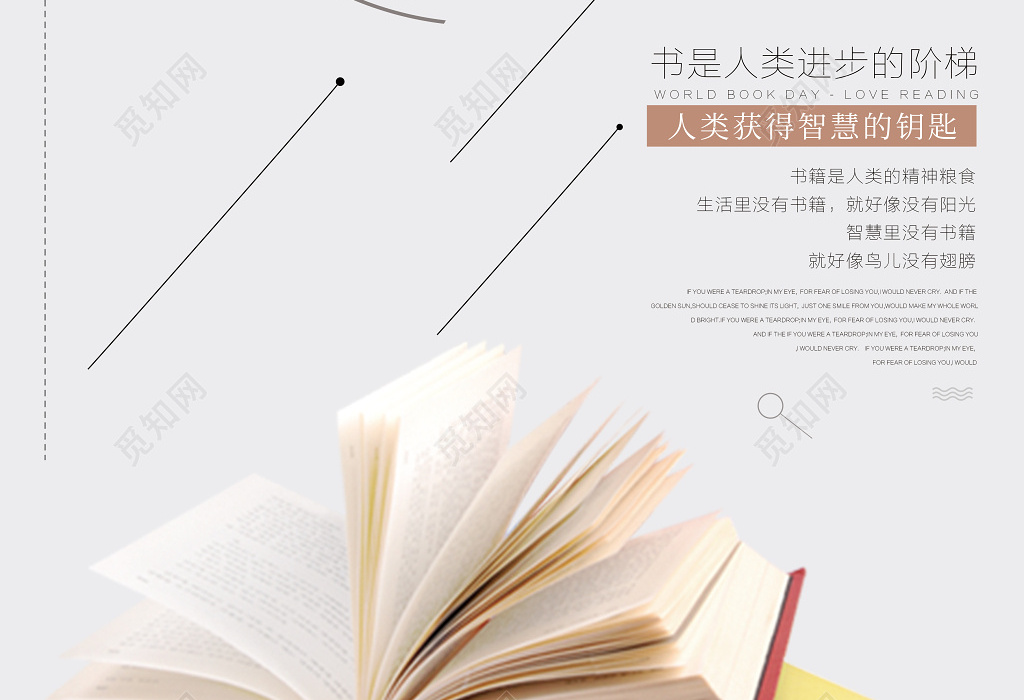 书是人类进步的阶梯
WORLD BOOK DAY - LOVE READING
人类获得智慧的钥匙
书籍是人类的精神粮食
生活里没有书籍，就好像没有阳光
智慧里没有书籍
就好像鸟儿没有翅膀
IF YOU WERE A TEARDROP;IN MY EYE, FOR FEAR OF LOSING YOU,I WOULD NEVER CRY. AND IF THE
GOLDEN SUN,SHOULD CEASE TO SHINE ITS LIGHT, JUST ONE SMILE FROM YOU,WOULD MAKE MY WHOLE WORL
D BRIGHT.IF YOU WERE A TEARDROP;IN MY EYE, FOR FEAR OF LOSING YOU,I WOULD NEVER CRY.
AND IF THE IF YOU WERE A TEARDROP;IN MY EYE, FOR FEAR OF LOSING YOU
,I WOULD NEVER CRY. IF YOU WERE A TEARDROP;IN MY EYE,
FOR FEAR OF LOSING YOU,I WOULD
觅知网
觅知网
觅知网
觅知网
觅知网
觅知网